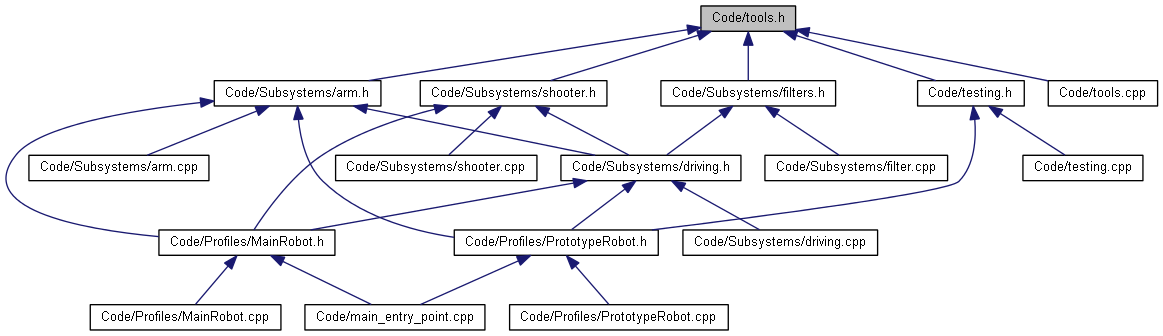 Code/tools.h
Code/Subsystems/arm.h
Code/Subsystems/shooter.h
Code/Subsystems/filters.h
Code/testing.h
Code/tools.cpp
Code/Subsystems/arm.cpp
Code/Subsystems/shooter.cpp
Code/Subsystems/driving.h
Code/Subsystems/filter.cpp
Code/testing.cpp
Code/Profiles/MainRobot.h
Code/Profiles/PrototypeRobot.h
Code/Subsystems/driving.cpp
Code/Profiles/MainRobot.cpp
Code/main_entry_point.cpp
Code/Profiles/PrototypeRobot.cpp